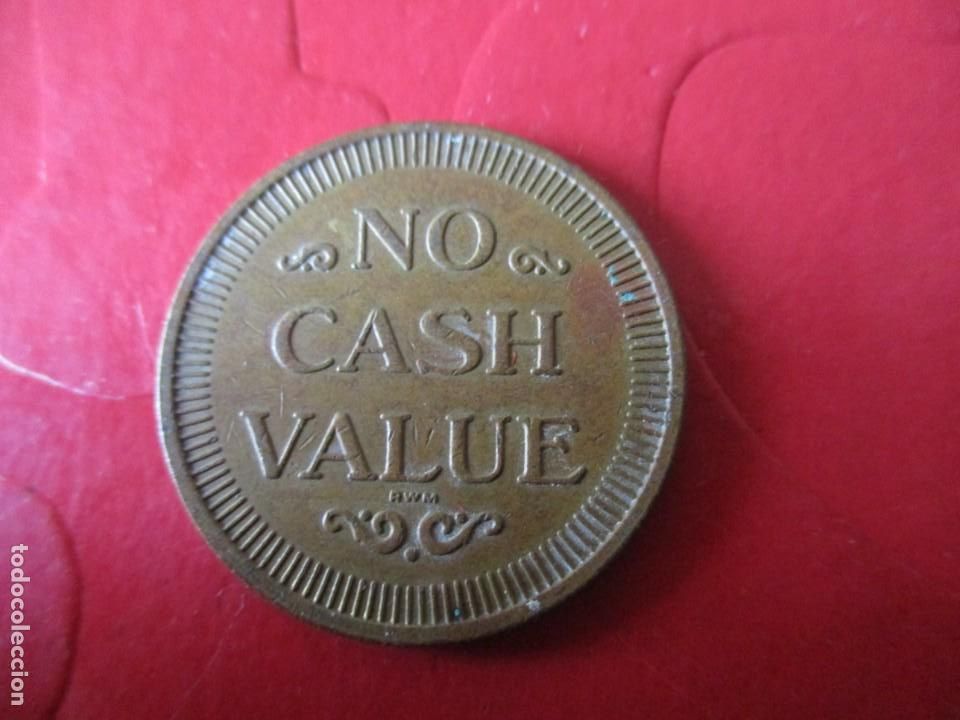 NO
CASH
VALUE
RWM
todocoleccion